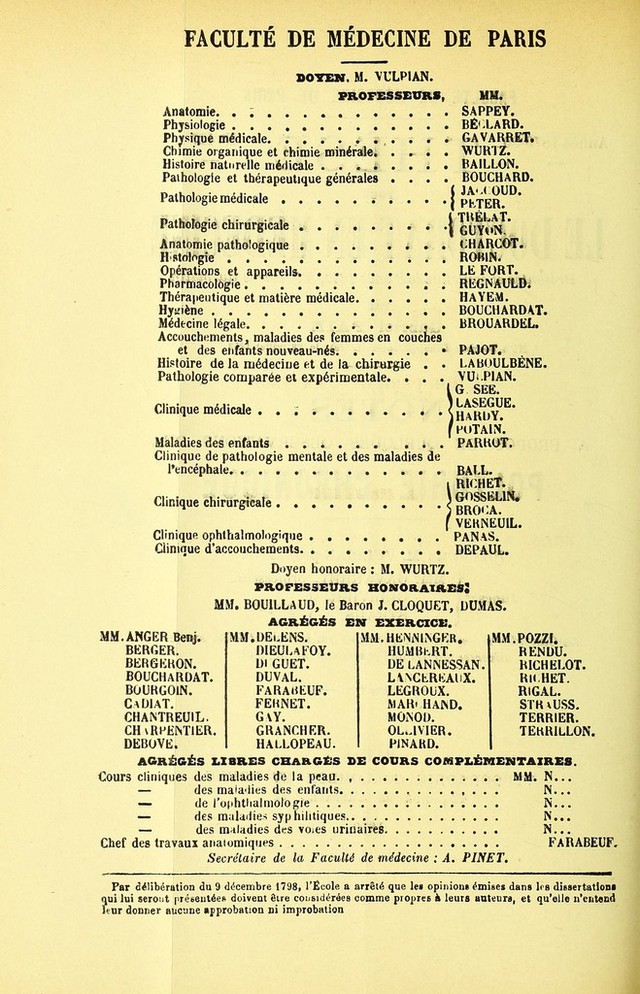 FACULTÉ DE MÉDECINE DE PARIS
DOYEN, M. VULPIAN.
PROFESSEURS, MM.
Anatomie. . . . . . . . . . . . . SAPPEY.
Physiologie . . . . . . . . . . . . BÉCLARD.
Physique médicale. . . . . . . . . . GAVARRET.
Chimie organique et chimie minérale. . . . . WURTZ.
Histoire naturelle médicale . . . . . . . BAILLON.
Pathologie et thérapeutique générales . . . . BOUCHARD.
Pathologie médicale . . . . . . . . . . { JACCOUD.
PETER.
Pathologie chirurgicale . . . . . . . . . { TRÉLAT.
GUYON.
Anatomie pathologique . . . . . . . . . CHARCOT.
Histologie . . . . . . . . . . . . . ROBIN.
Opérations et appareils. . . . . . . . . LE FORT.
Pharmacologie. . . . . . . . . . . . REGNAULD.
Thérapeutique et matière médicale. . . . . . HAYEM.
Hygiène . . . . . . . . . . . . . BOUCHARDAT.
Médecine légale. . . . . . . . . . . BROUARDEL.
Accouchements, maladies des femmes en couches
et des enfants nouveau-nés. . . . . . . PAJOT.
Histoire de la médecine et de la chirurgie . . LABOULBÈNE.
Pathologie comparée et expérimentale. . . . VULPIAN.
Clinique médicale . . . . . . . . . . . { G. SEE.
LASEGUE.
HARDY.
POTAIN.
Maladies des enfants . . . . . . . . . PARROT.
Clinique de pathologie mentale et des maladies de
l'encéphale. . . . . . . . . . . . . BALL.
Clinique chirurgicale . . . . . . . . . . { RICHET.
GOSSELIN.
BROCA.
VERNEUIL.
Clinique ophthalmologique . . . . . . . . PANAS.
Clinique d'accouchements. . . . . . . . . DEPAUL.
Doyen honoraire : M. WURTZ.
PROFESSEURS HONORAIRES:
MM. BOUILLAUD, le Baron J. CLOQUET, DUMAS.
AGRÉGÉS EN EXERCICE.
MM. ANGER Benj. MM. DELENS. MM. HENNINGER. MM. POZZI.
BERGER. DIEULAFOY. HUMBERT. RENDU.
BERGERON. DUGUET. DE LANNESSAN. RICHELOT.
BOUCHARDAT. DUVAL. LANCEREAUX. RICHET.
BOURGOIN. FARABEUF. LEGROUX. RIGAL.
CADIAT. FERNET. MARCHAND. STRAUSS.
CHANTREUIL. GAY. MONOD. TERRIER.
CHARPENTIER. GRANCHER. OLLIVIER. TERRILLON.
DEBOVE. HALLOPEAU. PINARD.
AGRÉGÉS LIBRES CHARGÉS DE COURS COMPLÉMENTAIRES.
Cours cliniques des maladies de la peau. . . . . . . . . . . . . MM. N...
— des maladies des enfants. . . . . . . . . . . . N...
— de l'ophthalmologie . . . . . . . . . . . . . . N...
— des maladies syphilitiques. . . . . . . . . . . . N...
— des maladies des voies urinaires. . . . . . . . . . N...
Chef des travaux anatomiques . . . . . . . . . . . . . . . . . . FARABEUF.
Secrétaire de la Faculté de médecine : A. PINET.
Par délibération du 9 décembre 1798, l'École a arrêté que les opinions émises dans les dissertations
qui lui seront présentées doivent être considérées comme propres à leurs auteurs, et qu'elle n'entend
leur donner aucune approbation ni improbation